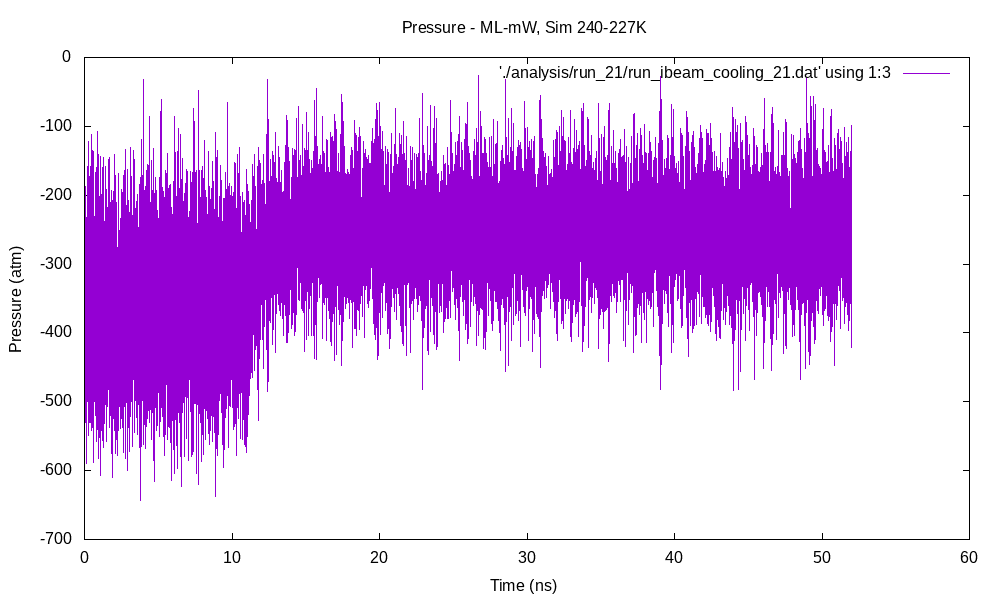 Pressure - ML-mW, Sim 240-227K
'./analysis/run_21/run_ibeam_cooling_21.dat' using 1:3
0
-100
-200
-300
-400
-500
-600
-700
Pressure (atm)
0 10 20 30 40 50 60
Time (ns)